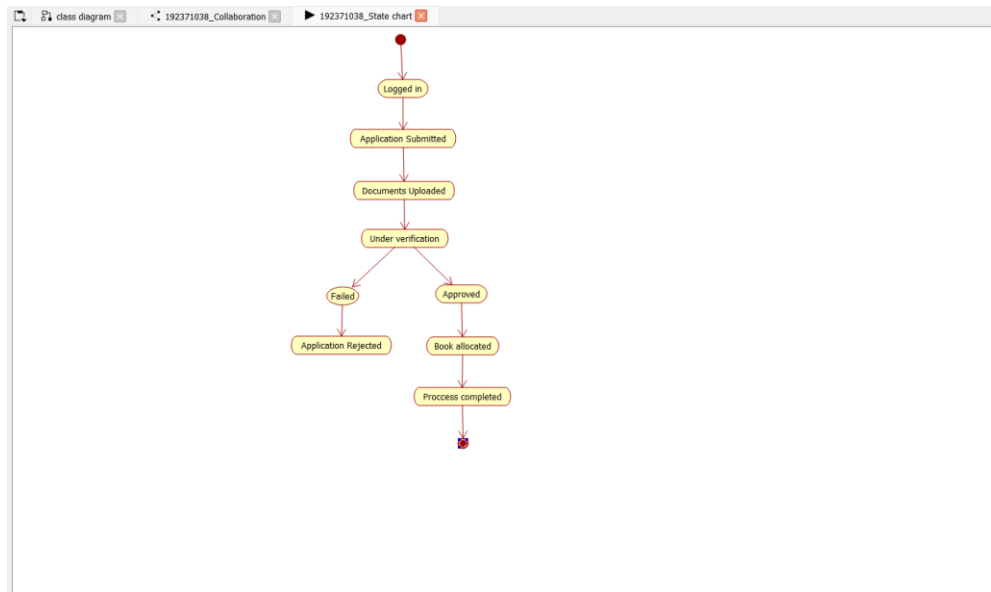 class diagram
192371038_Collaboration
192371038_State chart
Logged in
Application Submitted
Documents Uploaded
Under verification
Failed
Approved
Application Rejected
Book allocated
Proccess completed